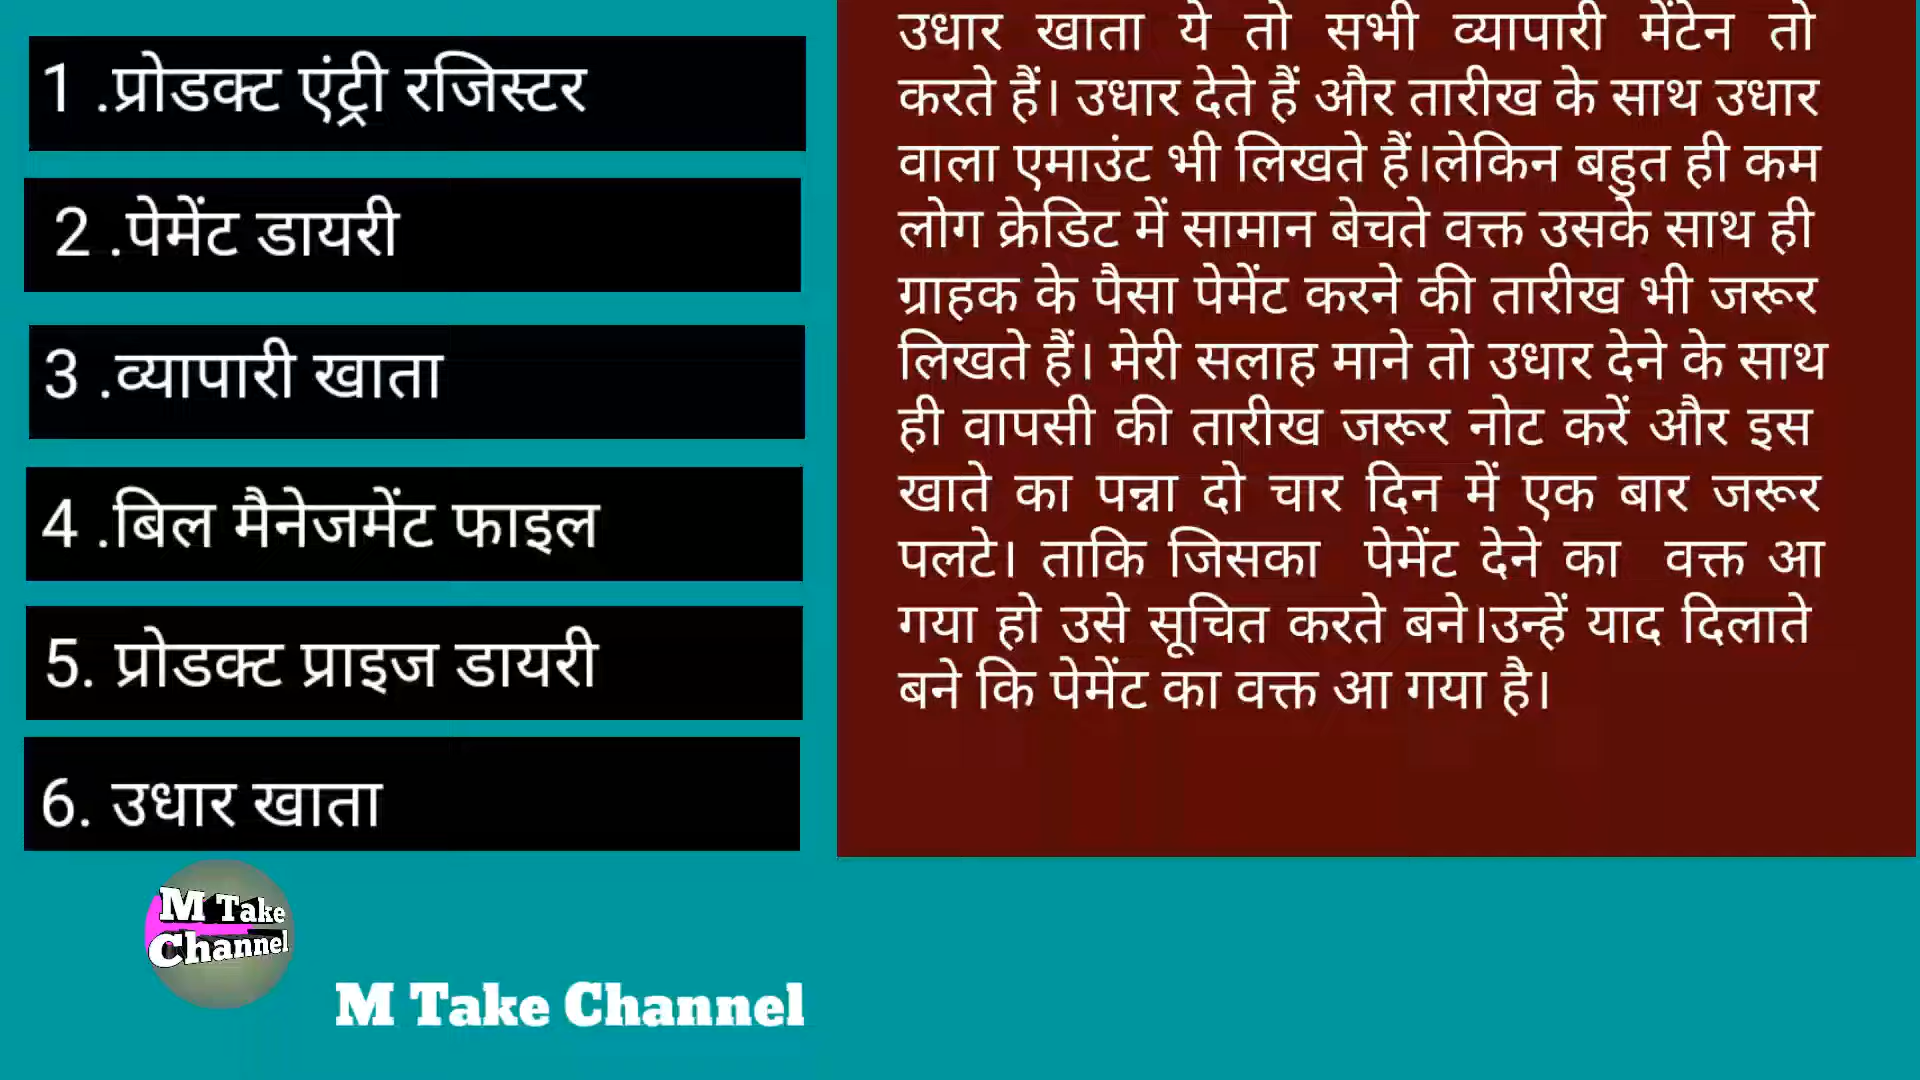 1 .प्रोडक्ट एंट्री रजिस्टर
2 .पेमेंट डायरी
3 .व्यापारी खाता
4 .बिल मैनेजमेंट फाइल
5. प्रोडक्ट प्राइज डायरी
6. उधार खाता
उधार खाता ये तो सभी व्यापारी मेंटेन तो
करते हैं। उधार देते हैं और तारीख के साथ उधार
वाला एमाउंट भी लिखते हैं।लेकिन बहुत ही कम
लोग क्रेडिट में सामान बेचते वक्त उसके साथ ही
ग्राहक के पैसा पेमेंट करने की तारीख भी जरूर
लिखते हैं। मेरी सलाह माने तो उधार देने के साथ
ही वापसी की तारीख जरूर नोट करें और इस
खाते का पन्ना दो चार दिन में एक बार जरूर
पलटे। ताकि जिसका पेमेंट देने का वक्त आ
गया हो उसे सूचित करते बने।उन्हें याद दिलाते
बने कि पेमेंट का वक्त आ गया है।
M Take
Channel
M Take Channel